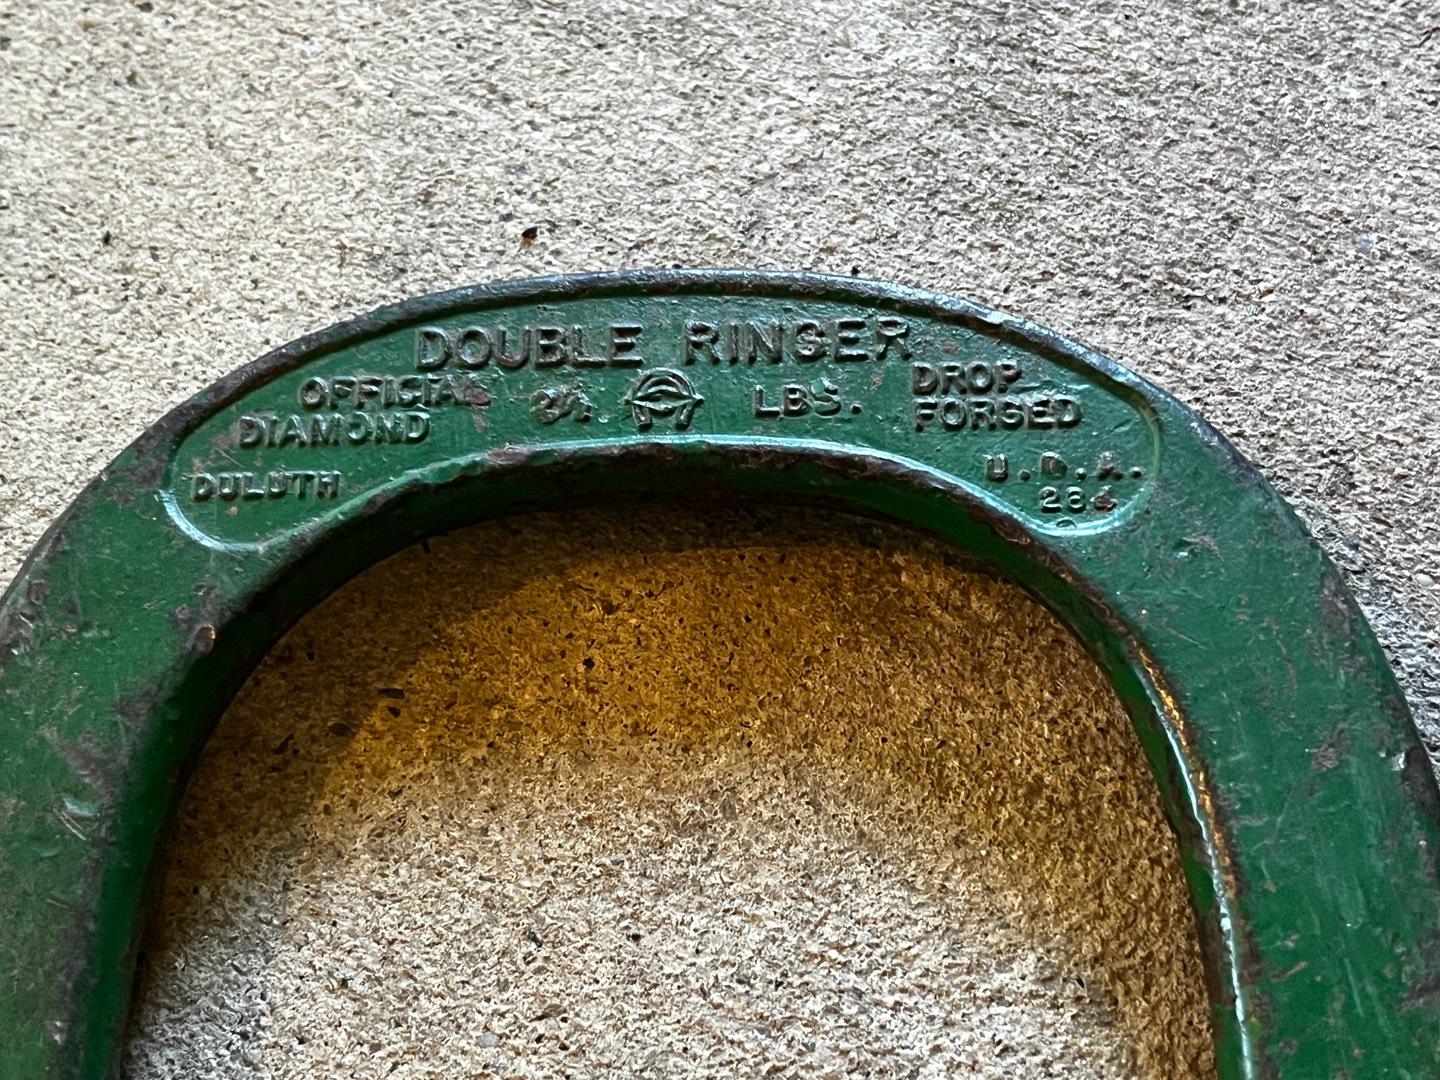 DOUBLE RINGER
OFFICIAL LBS. DROP
DIAMOND FORGED
DULUTH U.S.A.